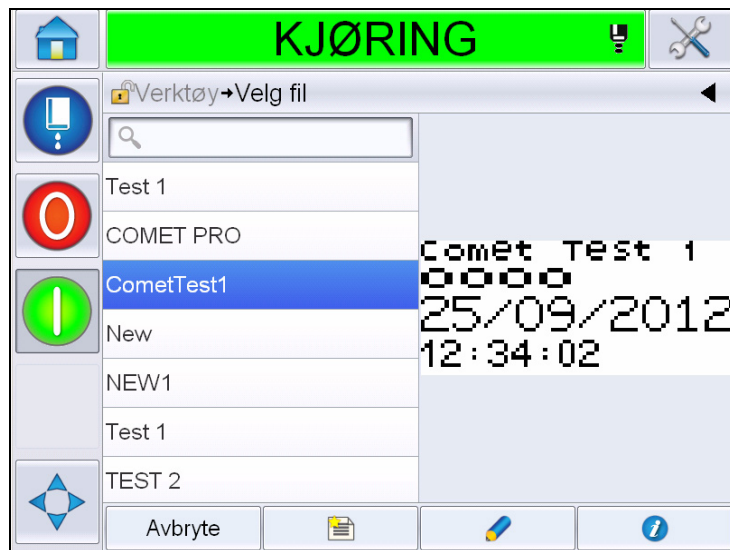 KJØRING
Verktøy→Velg fil
Test 1
COMET PRO
CometTest1
New
NEW1
Test 1
TEST 2
Comet Test 1
0000
25/09/2012
12:34:02
Avbryte